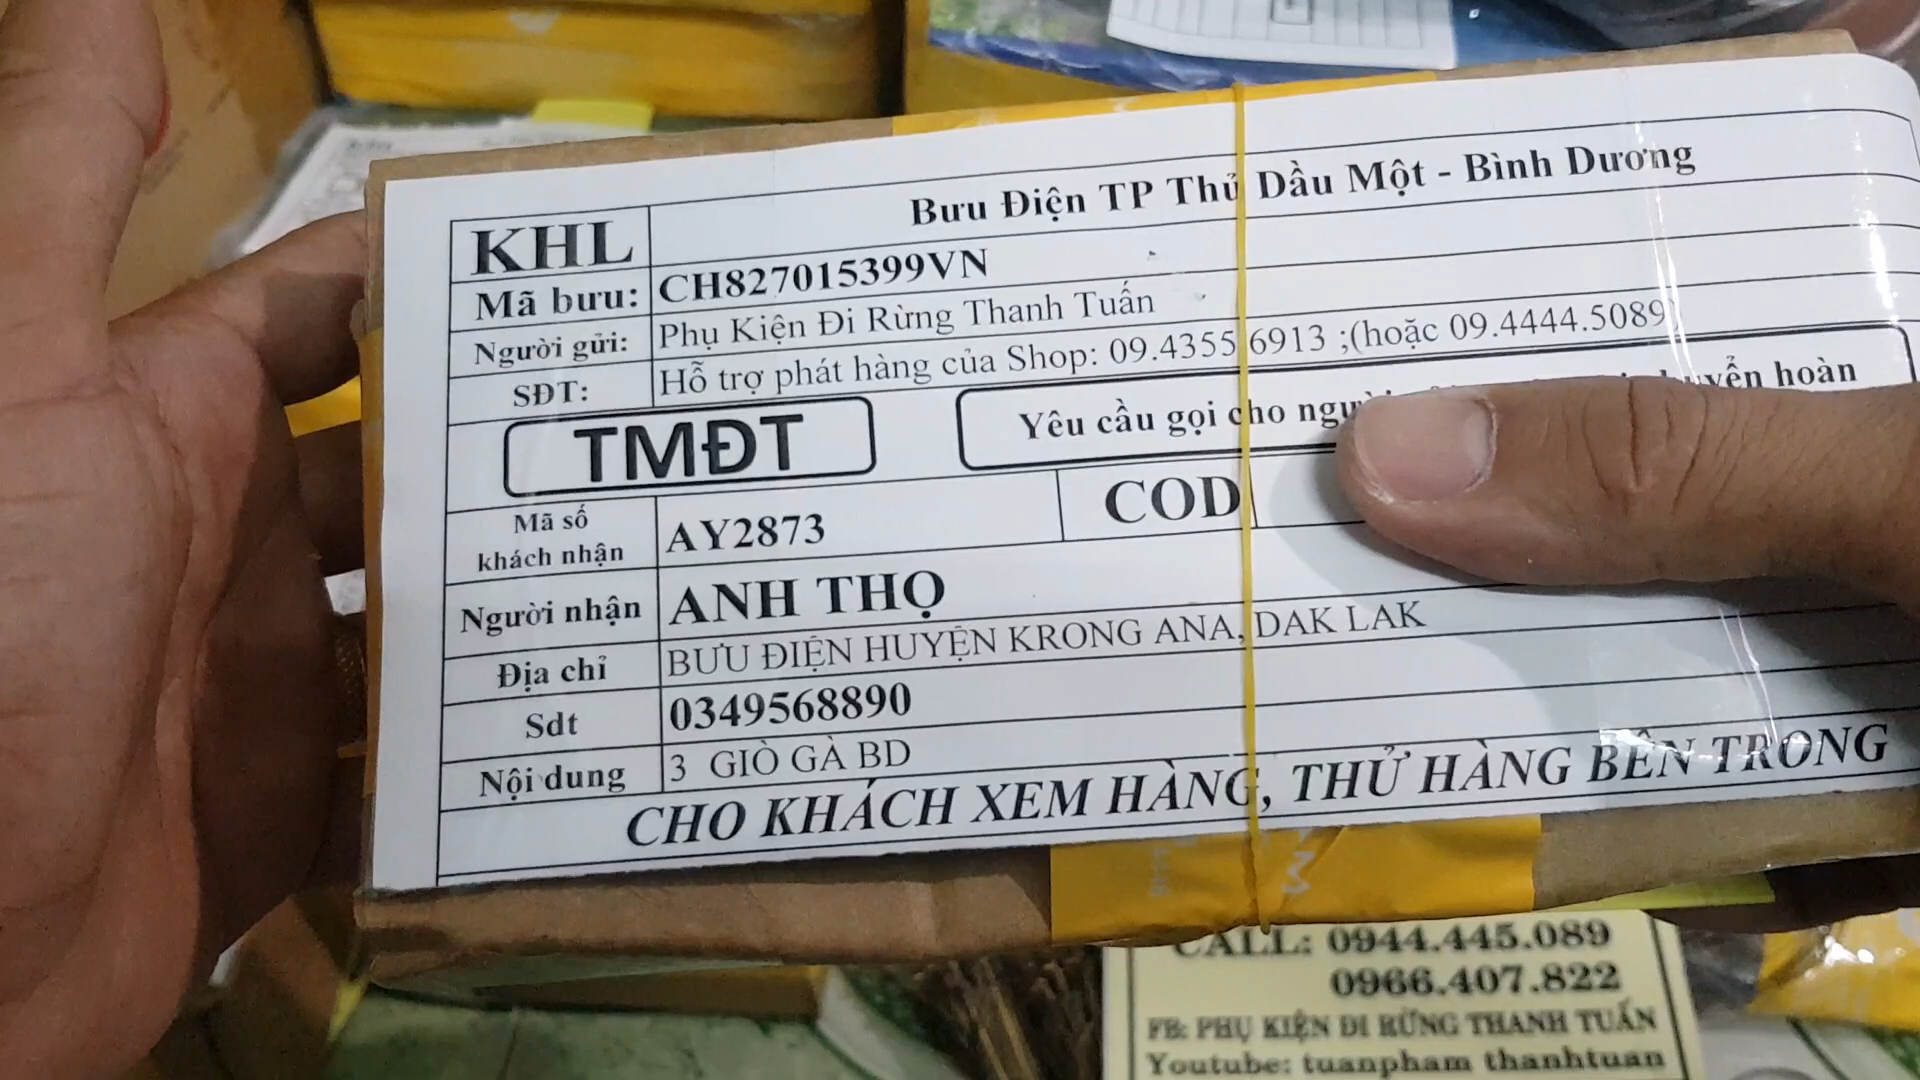 Bưu Điện TP Thủ Dầu Một - Bình Dương
KHL
Mã bưu: CH827015399VN
Người gửi: Phụ Kiện Đi Rừng Thanh Tuấn
SĐT: Hỗ trợ phát hàng của Shop: 09.4355 6913 ;(hoặc 09.4444.5089)
TMĐT
Yêu cầu gọi cho chuyển hoàn
Mã số khách nhận AY2873 COD
Người nhận ANH THỌ
Địa chỉ BƯU ĐIỆN HUYỆN KRONG ANA, DAK LAK
Sdt 0349568890
Nội dung 3 GIÒ GÀ BD
CHO KHÁCH XEM HÀNG, THỬ HÀNG BÊN TRONG
CALL: 0944.445.089
0966.407.822
FB: PHỤ KIỆN ĐI RỪNG THANH TUẤN
Youtube: tuanpham thanhtuan